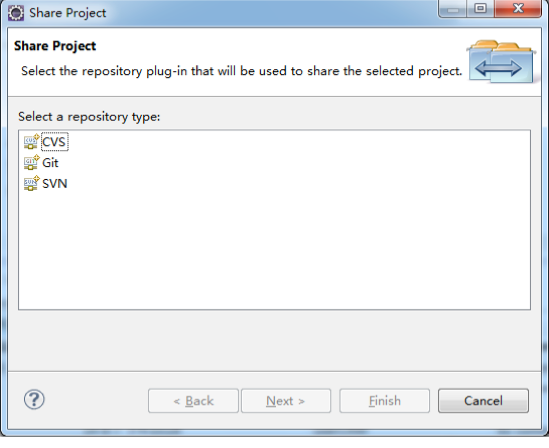 Share Project
Share Project
Select the repository plug-in that will be used to share the selected project.
Select a repository type:
CVS
Git
SVN
< Back
Next >
Finish
Cancel